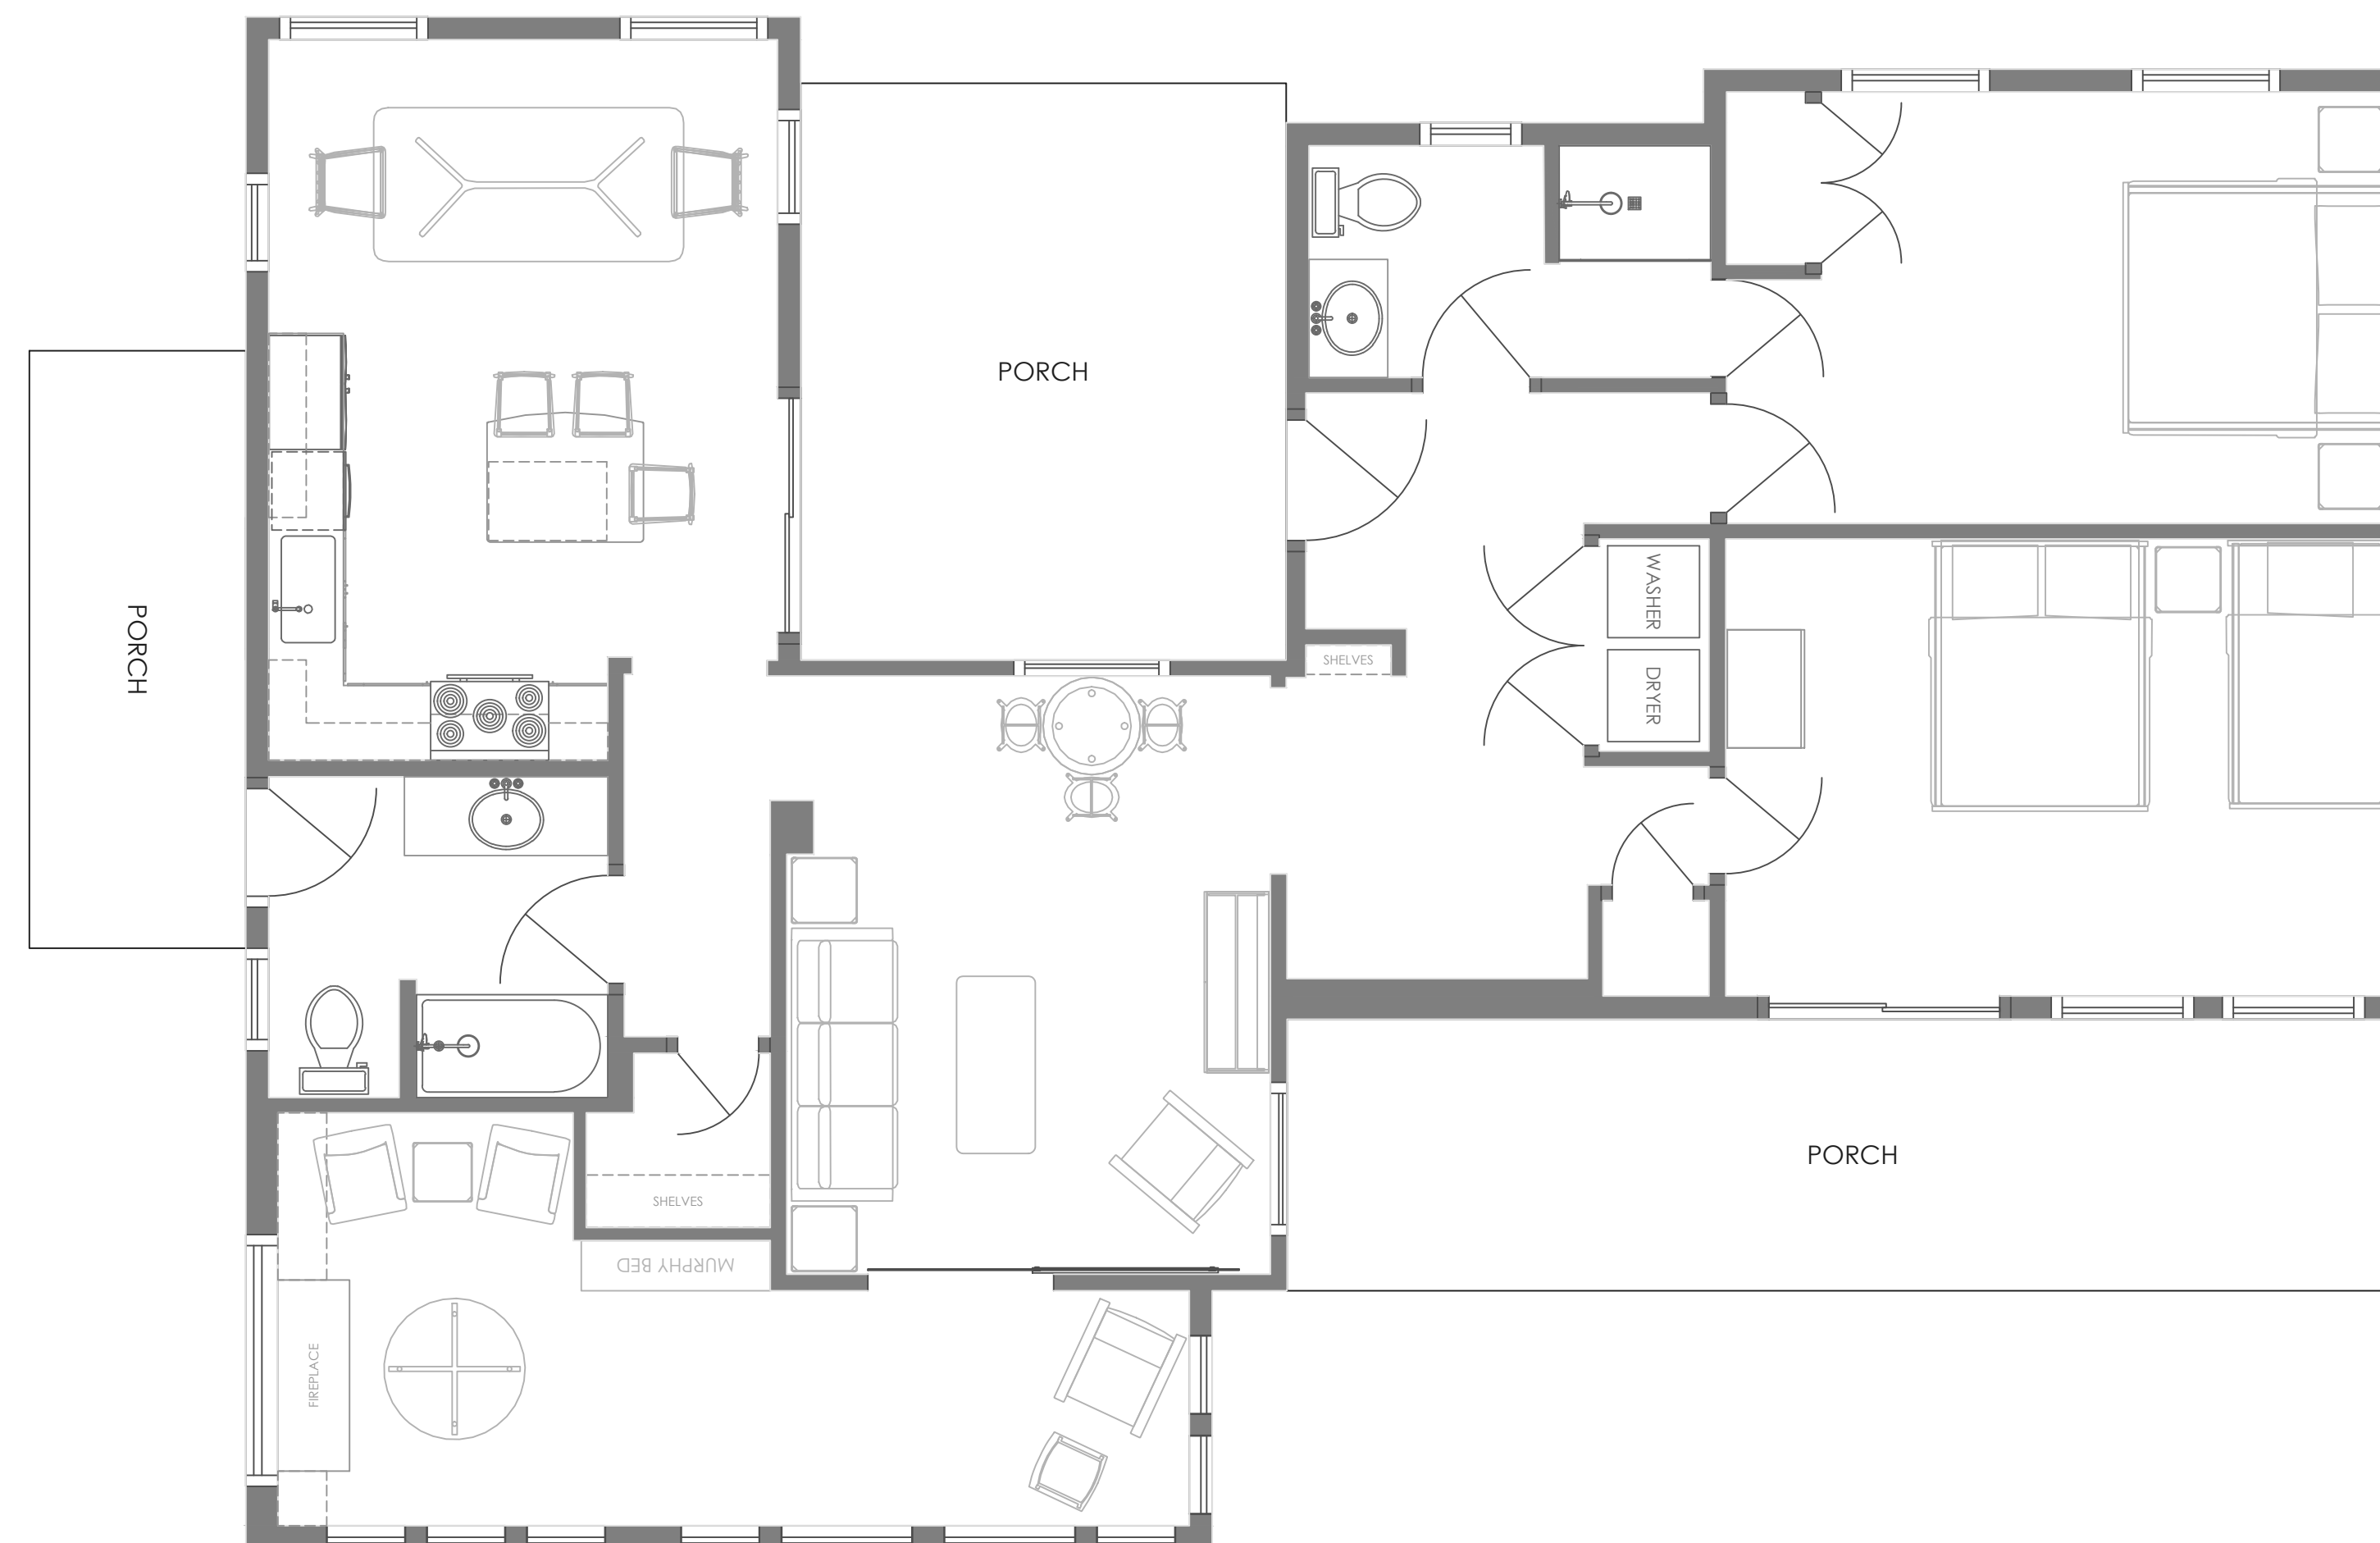 PORCH
PORCH
WASHER
DRYER
SHELVES
PORCH
SHELVES
MURPHY BED
FIREPLACE